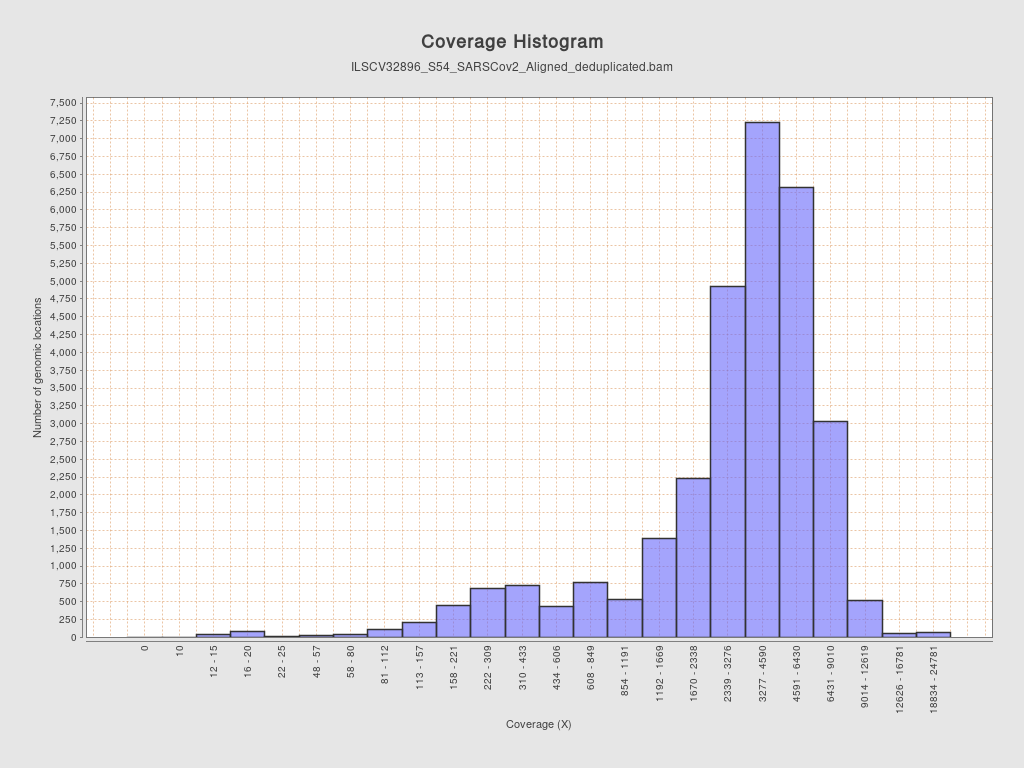 Coverage Histogram
ILSCV32896_S54_SARSCov2_Aligned_deduplicated.bam
Number of genomic locations
7,500
7,250
7,000
6,750
6,500
6,250
6,000
5,750
5,500
5,250
5,000
4,750
4,500
4,250
4,000
3,750
3,500
3,250
3,000
2,750
2,500
2,250
2,000
1,750
1,500
1,250
1,000
750
500
250
0
0
10
12 - 15
16 - 20
22 - 25
48 - 57
58 - 80
81 - 112
113 - 157
158 - 221
222 - 309
310 - 433
434 - 606
608 - 849
854 - 1191
1192 - 1669
1670 - 2338
2339 - 3276
3277 - 4590
4591 - 6430
6431 - 9010
9014 - 12619
12626 - 16781
18834 - 24781
Coverage (X)